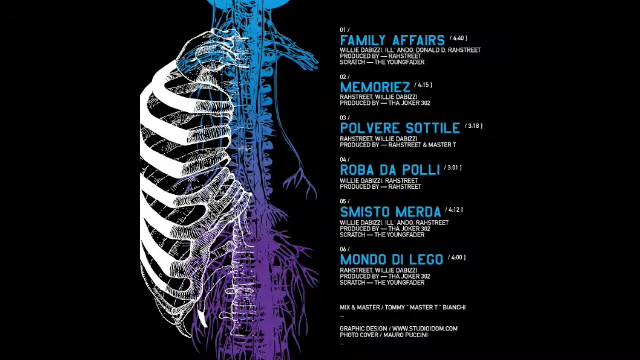 01 /
FAMILY AFFAIRS / 4:40 ]
WILLIE DABIZZI, ILL' ANDO, DONALD D, RAHSTREET
PRODUCED BY — RAHSTREET
SCRATCH — THE YOUNGFADER
02 /
MEMORIEZ / 4:15 ]
RAHSTREET, WILLIE DABIZZI
PRODUCED BY — THA JOKER 302
03 /
POLVERE SOTTILE / 3:18 ]
RAHSTREET, WILLIE DABIZZI
PRODUCED BY — RAHSTREET & MASTER T
04 /
ROBA DA POLLI / 3:01 ]
WILLIE DABIZZI, RAHSTREET
PRODUCED BY — RAHSTREET
05 /
SMISTO MERDA / 4:12 ]
WILLIE DABIZZI, ILL' ANDO, RAHSTREET
PRODUCED BY — THA JOKER 302
SCRATCH — THE YOUNGFADER
06 /
MONDO DI LEGO / 4:00 ]
RAHSTREET, WILLIE DABIZZI
PRODUCED BY — THA JOKER 302
SCRATCH — THE YOUNGFADER
MIX & MASTER / TOMMY " MASTER T " BIANCHI
—
GRAPHIC DESIGN / WWW.STUDIOIDOM.COM
PHOTO COVER / MAURO PUCCINI
—